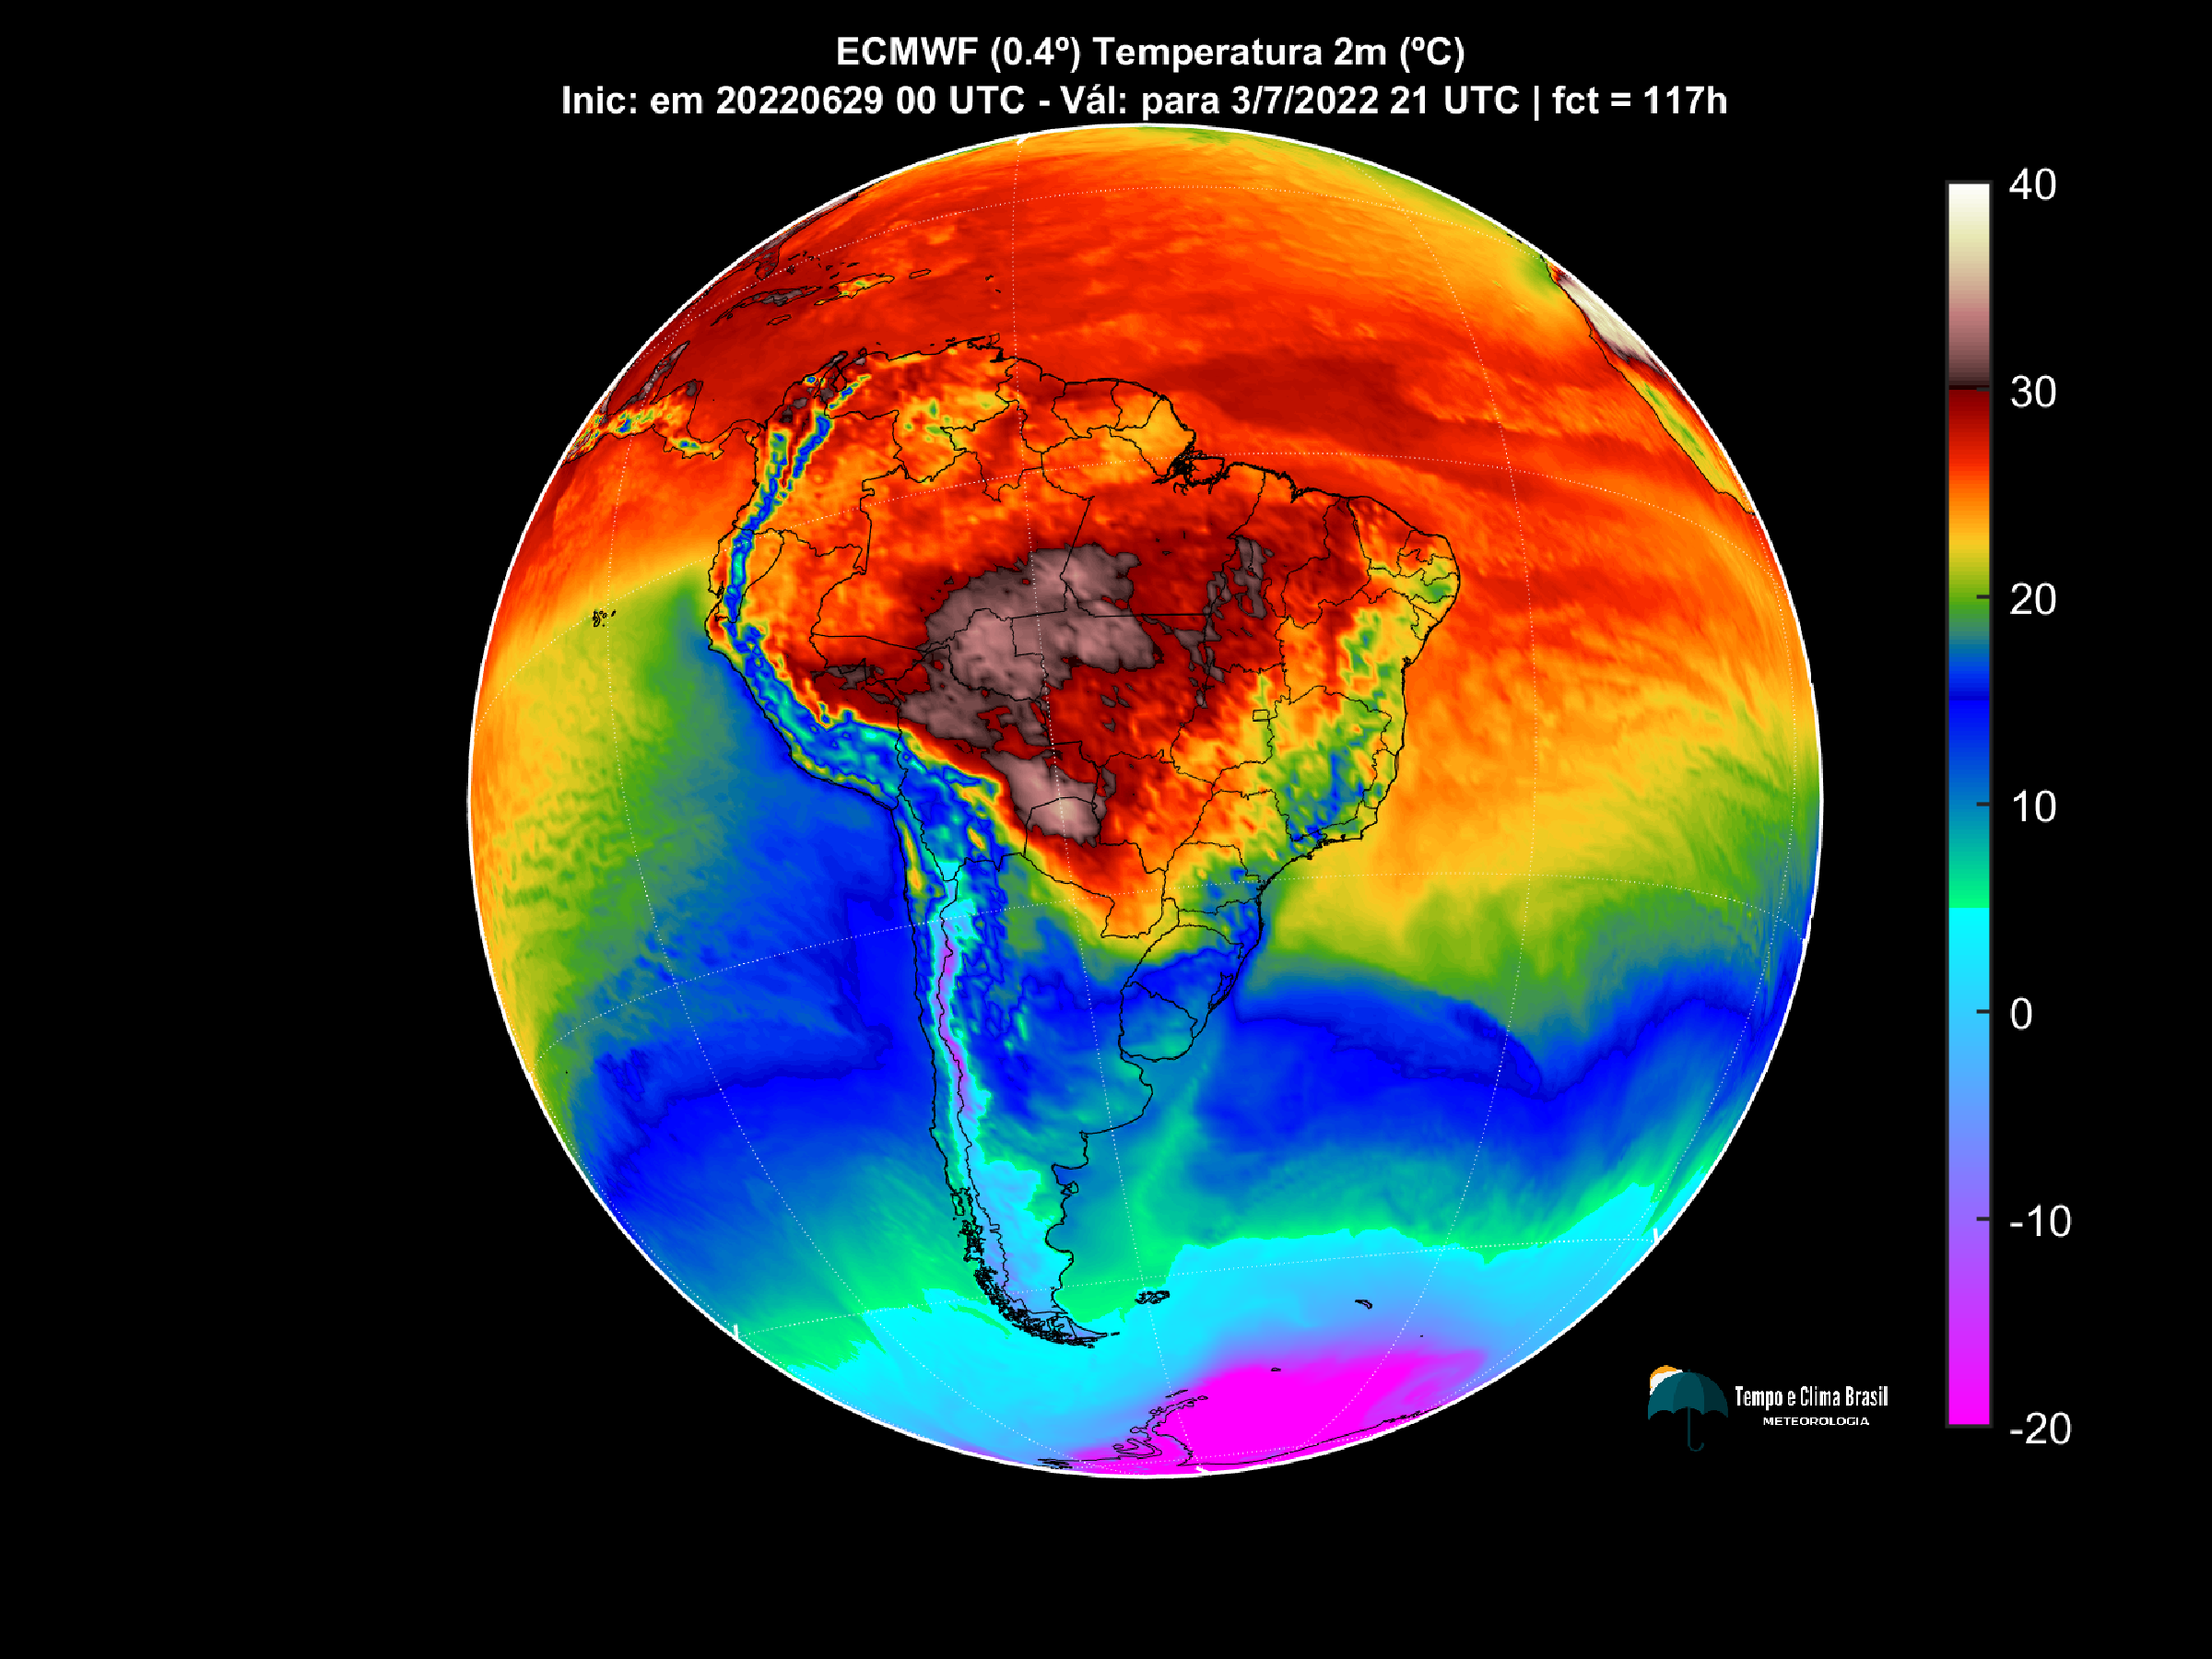 ECMWF (0.4º) Temperatura 2m (ºC)
Inic: em 20220629 00 UTC - Vál: para 3/7/2022 21 UTC | fct = 117h
40
30
20
10
0
-10
-20
Tempo e Clima Brasil
METEOROLOGIA